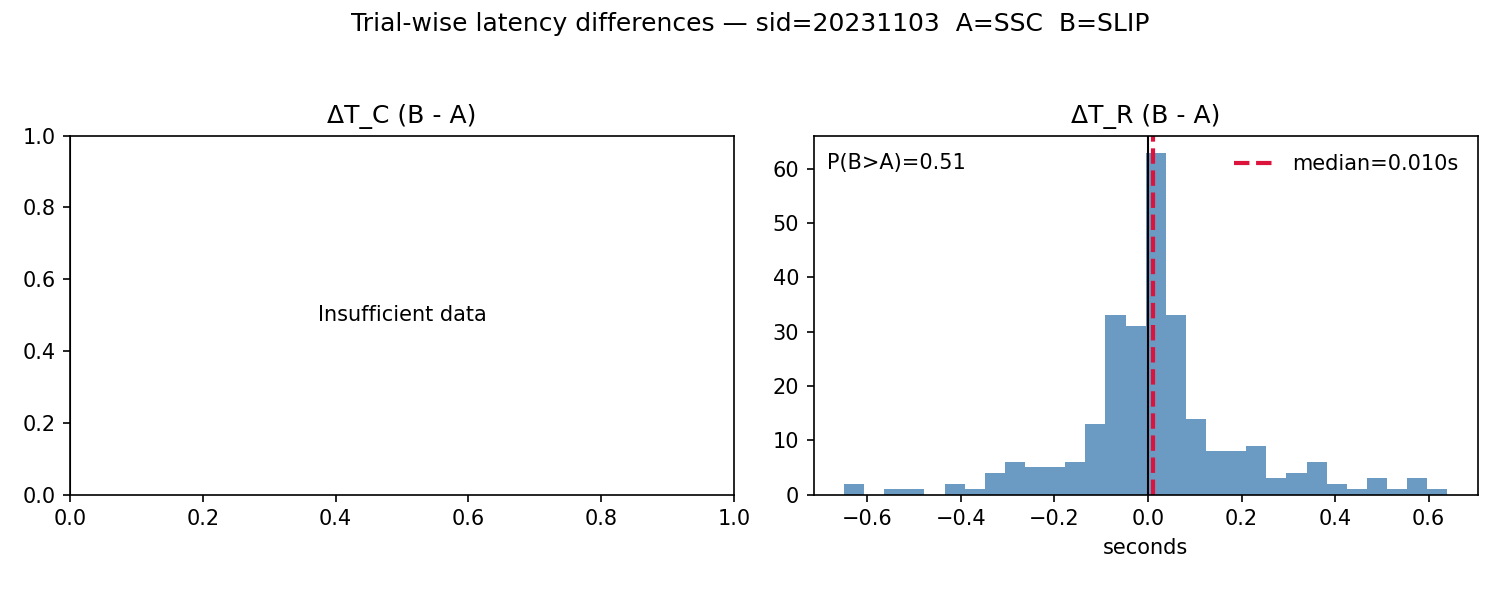 Trial-wise latency differences — sid=20231103  A=SSC  B=SLIP
ΔT_C (B - A)
1.0
0.8
0.6
0.4
0.2
0.0
Insufficient data
0.0 0.2 0.4 0.6 0.8 1.0
ΔT_R (B - A)
P(B>A)=0.51
median=0.010s
60
50
40
30
20
10
0
−0.6 −0.4 −0.2 0.0 0.2 0.4 0.6
seconds